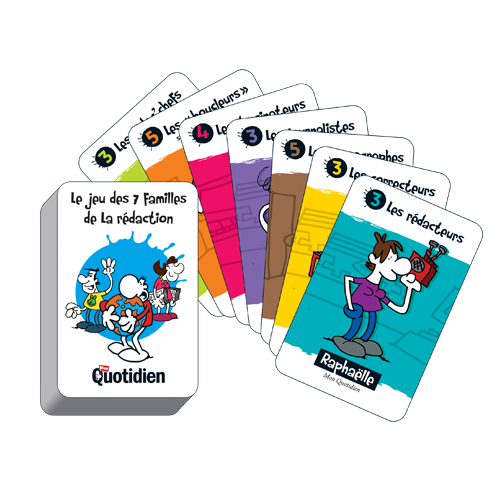 Le jeu des 7 Familles
de La rédaction
Mon
Quotidien
3 Les
5 Les «boucleurs»
4 Les
3 Les
5 Les
3 Les correcteurs
3 Les rédacteurs
Raphaëlle
Mon Quotidien